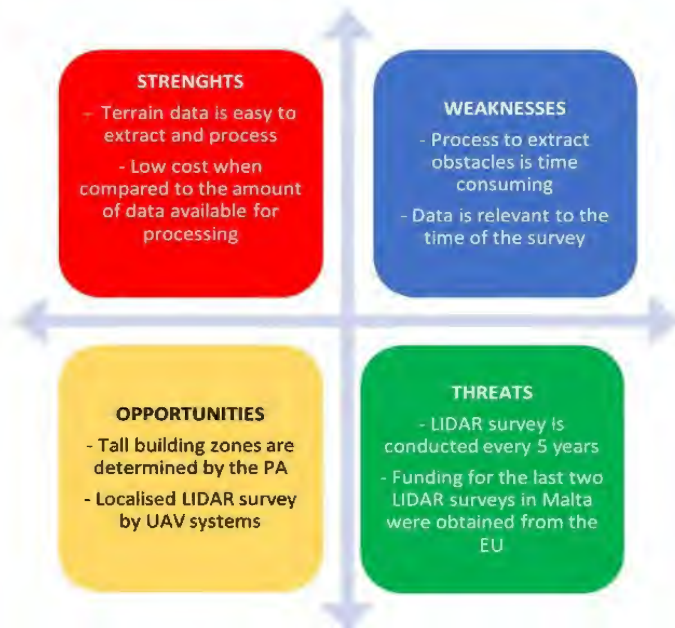 STRENGHTS
- Terrain data is easy to
extract and process
- Low cost when
compared to the amount
of data available for
processing
WEAKNESSES
- Process to extract
obstacles is time
consuming
- Data is relevant to the
time of the survey
OPPORTUNITIES
- Tall building zones are
determined by the PA
- Localised LIDAR survey
by UAV systems
THREATS
- LIDAR survey is
conducted every 5 years
- Funding for the last two
LIDAR surveys in Malta
were obtained from the
EU